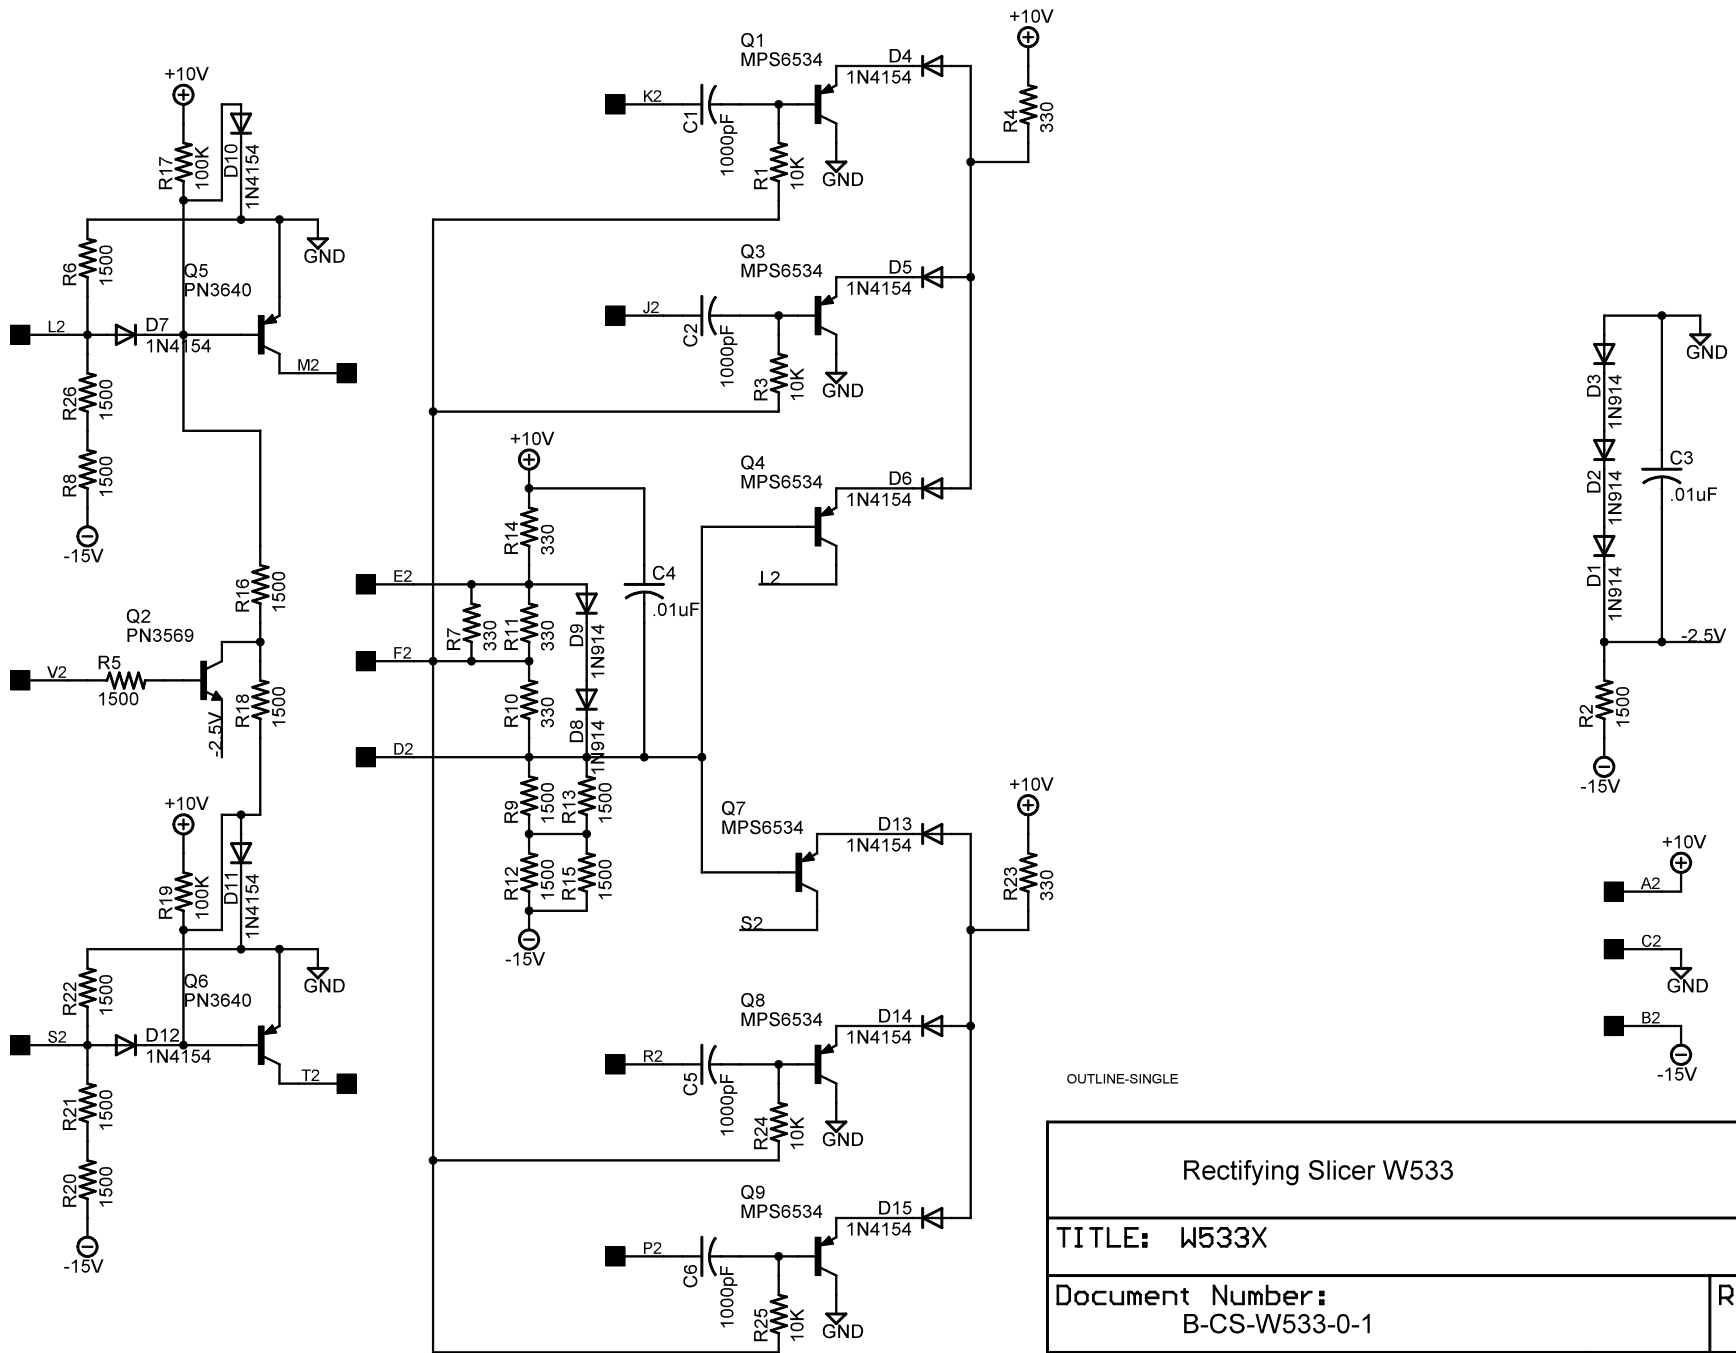 +10V
R17
100K
D10
1N4154
GND
R6
1500
Q5
PN3640
L2
D7
1N4154
M2
R26
1500
R8
1500
-15V
R16
1500
Q2
PN3569
V2
R5
1500
R18
1500
-2.5V
+10V
R19
100K
D11
1N4154
GND
R22
1500
Q6
PN3640
S2
D12
1N4154
T2
R21
1500
R20
1500
-15V
Q1
MPS6534
K2
C1
1000pF
R1
10K
GND
D4
1N4154
+10V
R4
330
Q3
MPS6534
J2
C2
1000pF
R3
10K
GND
D5
1N4154
Q4
MPS6534
D6
1N4154
L2
+10V
R14
330
C4
.01uF
E2
R7
330
R11
330
D9
1N914
F2
R10
330
D8
1N914
D2
R9
1500
R13
1500
R12
1500
R15
1500
-15V
Q7
MPS6534
D13
1N4154
S2
+10V
R23
330
Q8
MPS6534
R2
C5
1000pF
R24
10K
GND
D14
1N4154
Q9
MPS6534
P2
C6
1000pF
R25
10K
GND
D15
1N4154
GND
D3
1N914
D2
1N914
D1
1N914
C3
.01uF
-2.5V
R2
1500
-15V
+10V
A2
C2
GND
B2
-15V
OUTLINE-SINGLE
Rectifying Slicer W533
TITLE: W533X
Document Number:
B-CS-W533-0-1
R